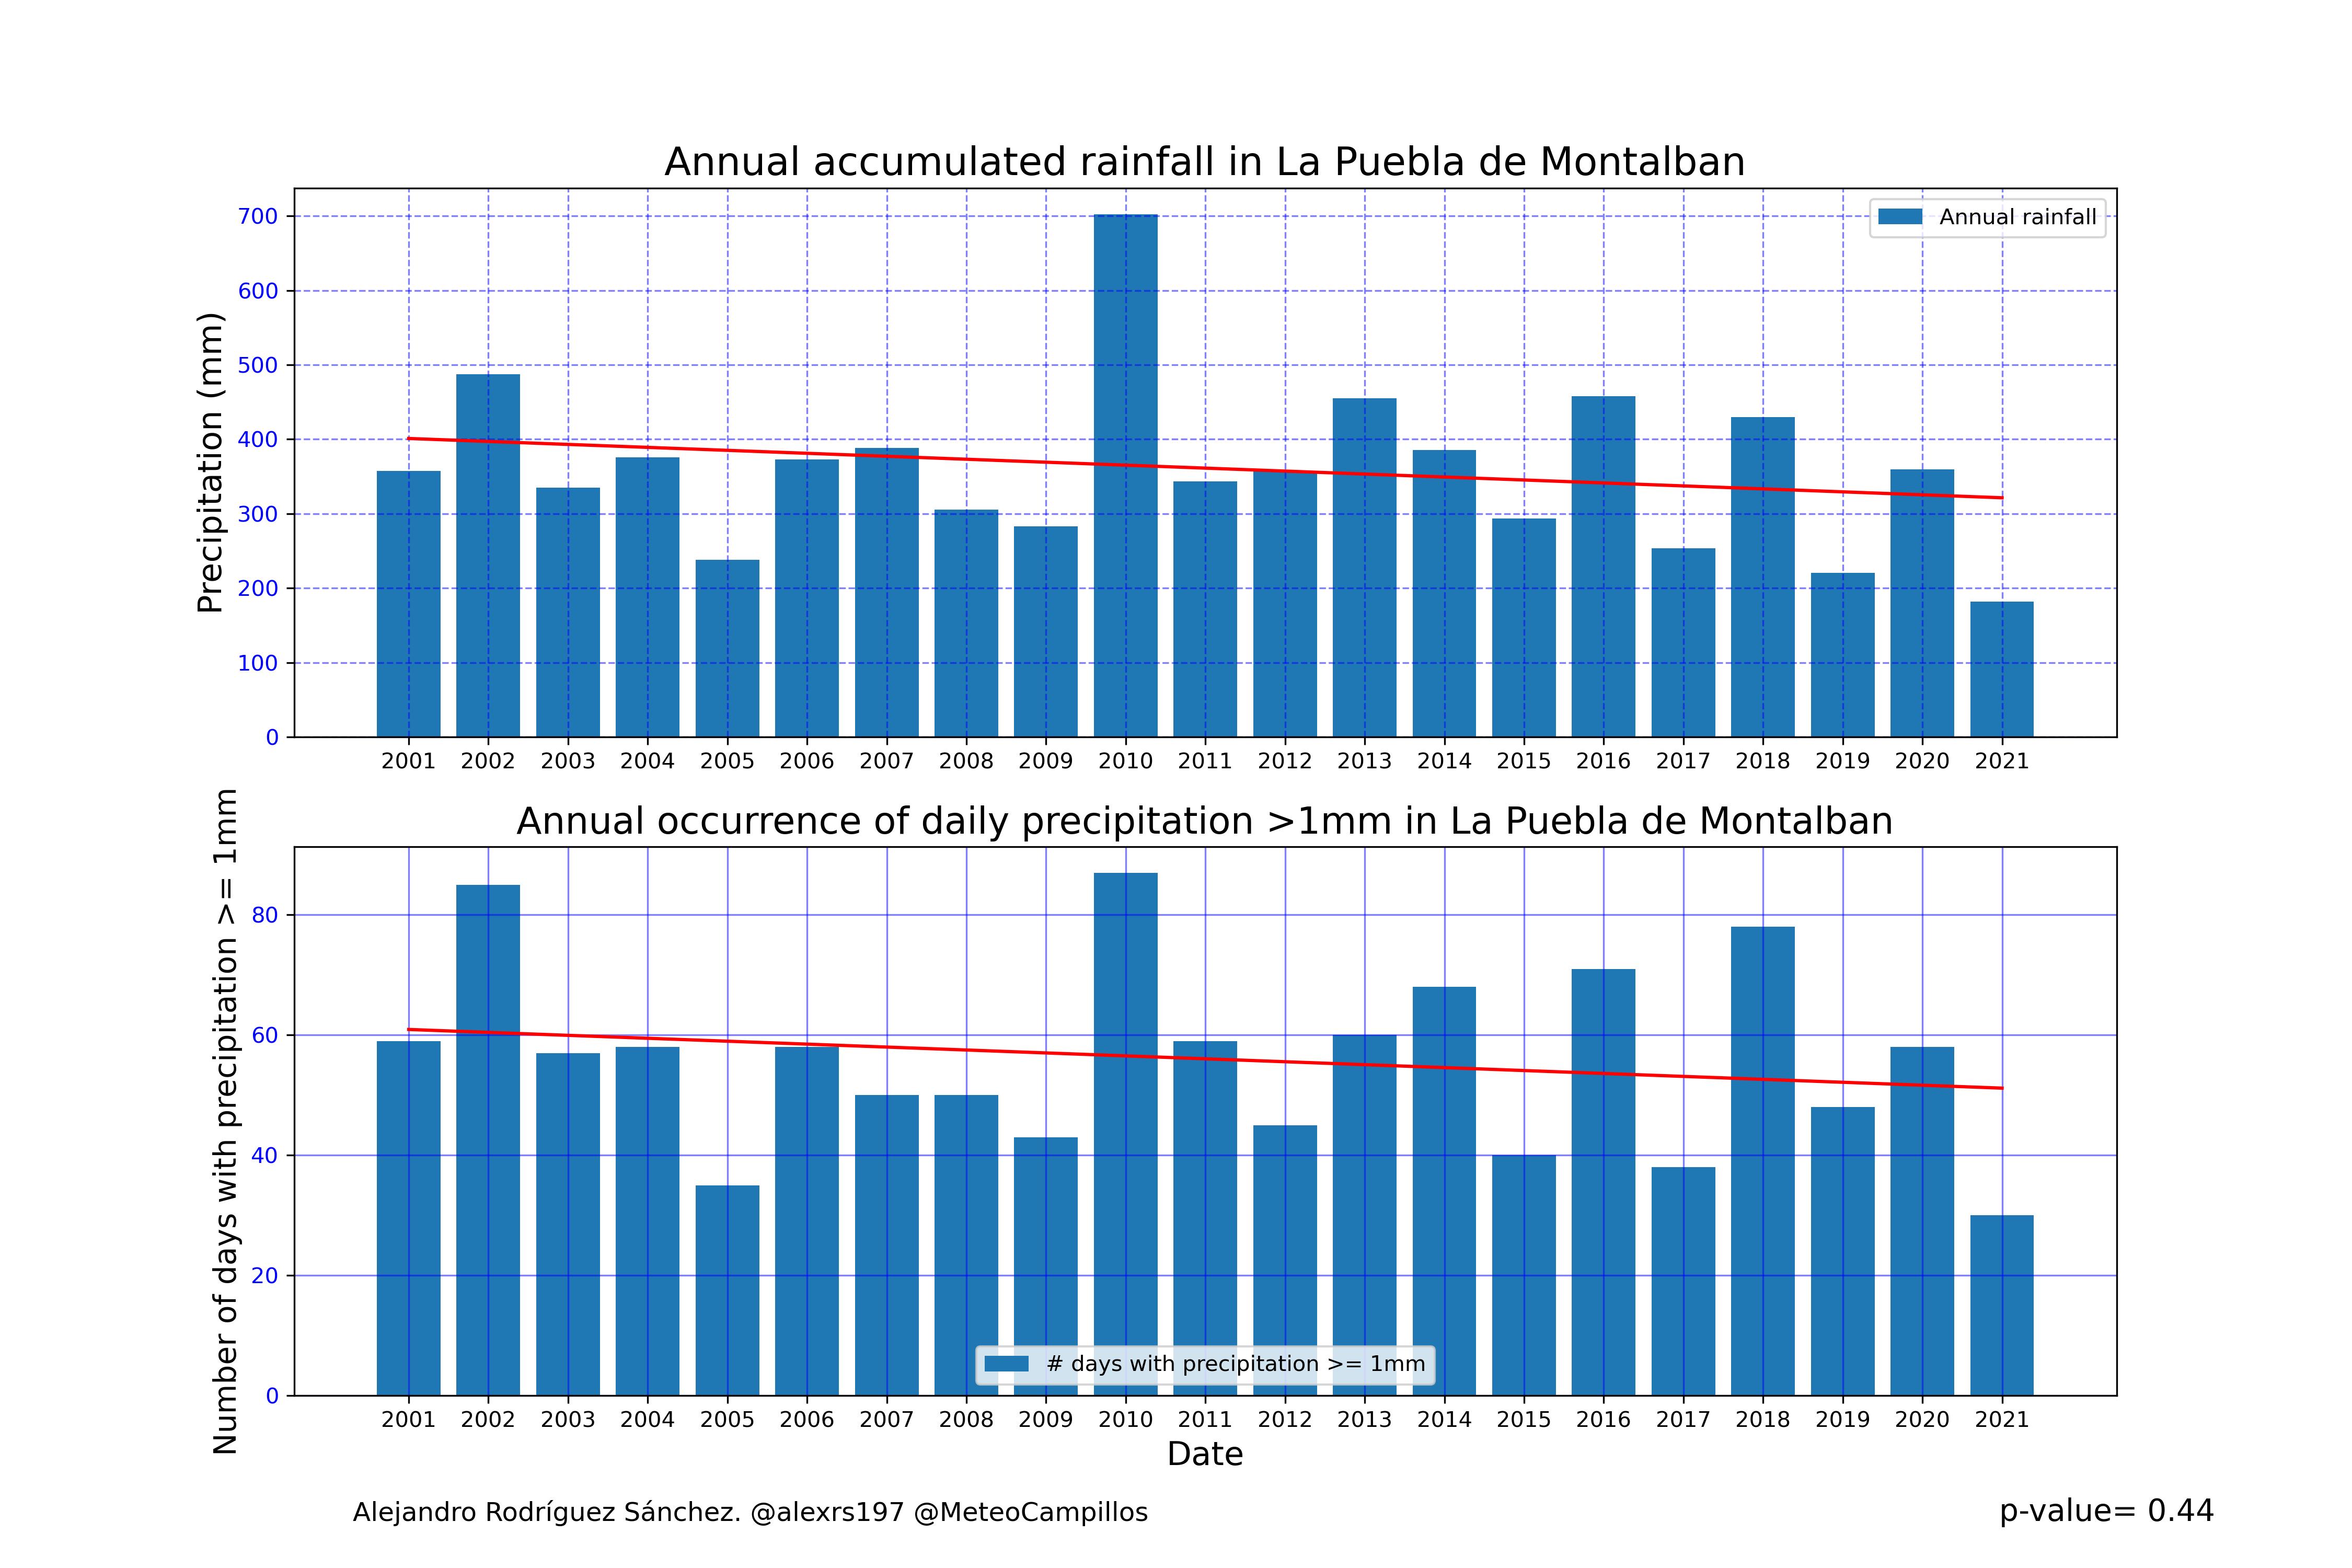 Annual accumulated rainfall in La Puebla de Montalban
Precipitation (mm)
700
600
500
400
300
200
100
0
Annual rainfall
2001 2002 2003 2004 2005 2006 2007 2008 2009 2010 2011 2012 2013 2014 2015 2016 2017 2018 2019 2020 2021
Annual occurrence of daily precipitation >1mm in La Puebla de Montalban
Number of days with precipitation >= 1mm
80
60
40
20
0
# days with precipitation >= 1mm
2001 2002 2003 2004 2005 2006 2007 2008 2009 2010 2011 2012 2013 2014 2015 2016 2017 2018 2019 2020 2021
Date
Alejandro Rodríguez Sánchez. @alexrs197 @MeteoCampillos
p-value= 0.44